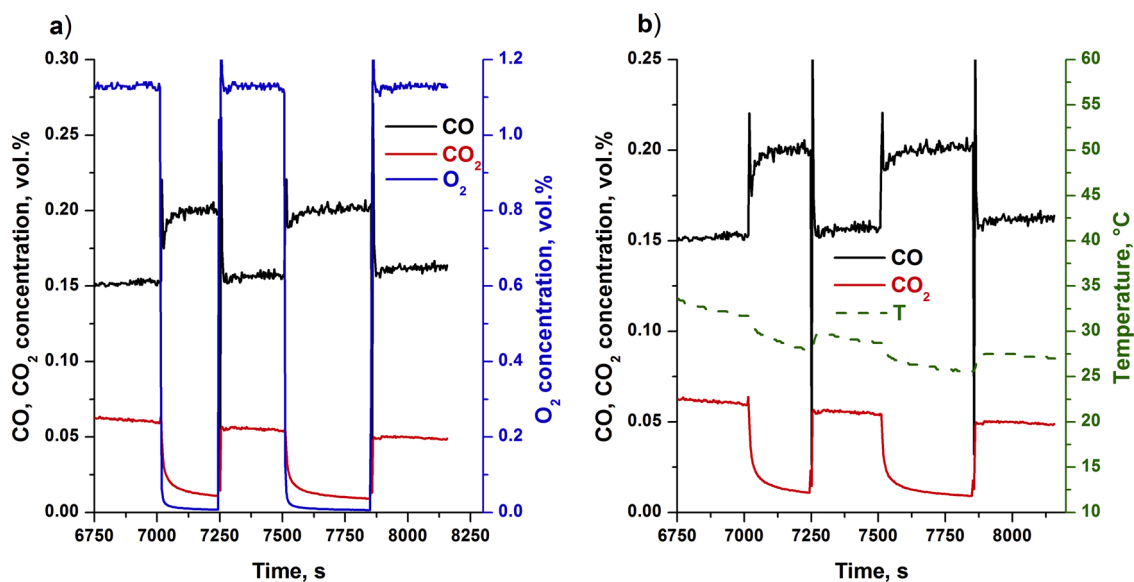 a)
b)
CO, CO2 concentration, vol.%
0.30
0.25
0.20
0.15
0.10
0.05
0.00
CO
CO2
O2
1.2
1.0
0.8
0.6
0.4
0.2
0.0
O2 concentration, vol.%
6750 7000 7250 7500 7750 8000 8250
Time, s
CO, CO2 concentration, vol.%
0.25
0.20
0.15
0.10
0.05
0.00
CO
CO2
T
60
55
50
45
40
35
30
25
20
15
10
Temperature, °C
6750 7000 7250 7500 7750 8000
Time, s